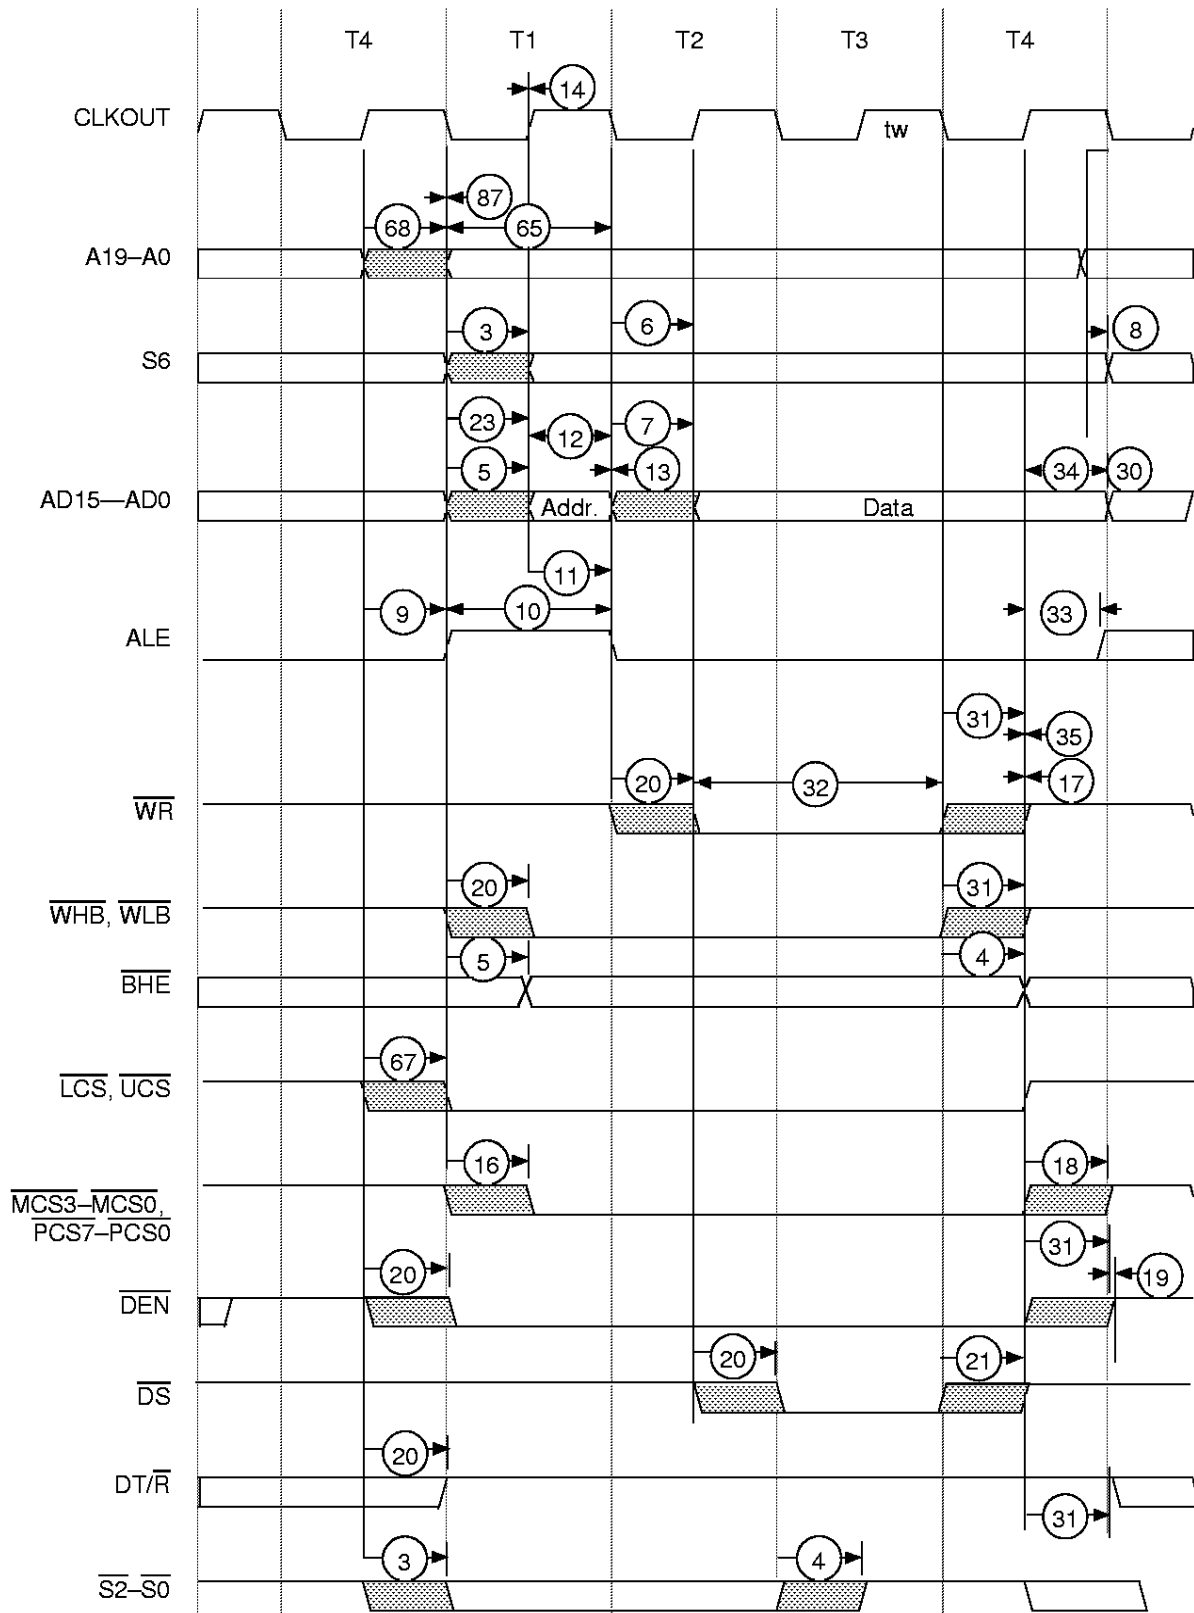 T4 T1 T2 T3 T4
14
CLKOUT
tw
87
68 65
A19–A0
3 6 8
S6
23 12 7
5 13 34 30
AD15—AD0 Addr. Data
11
9 10 33
ALE
31
35
20 32 17
WR
20 31
WHB, WLB
5 4
BHE
67
LCS, UCS
16 18
MCS3–MCS0,
PCS7–PCS0
31
20 19
DEN
20 21
DS
20
DT/R
31
3 4
S2–S0